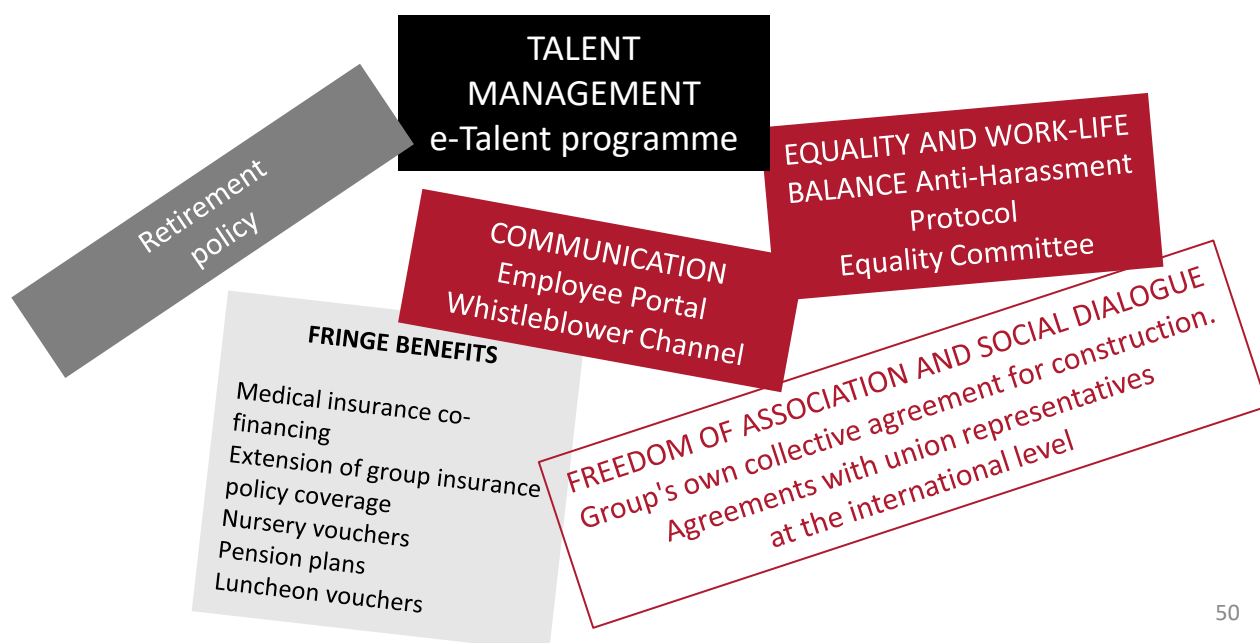 TALENT
MANAGEMENT
e-Talent programme
Retirement
policy
EQUALITY AND WORK-LIFE
BALANCE Anti-Harassment
Protocol
Equality Committee
COMMUNICATION
Employee Portal
Whistleblower Channel
FRINGE BENEFITS
Medical insurance co-
financing
Extension of group insurance
policy coverage
Nursery vouchers
Pension plans
Luncheon vouchers
FREEDOM OF ASSOCIATION AND SOCIAL DIALOGUE
Group's own collective agreement for construction.
Agreements with union representatives
at the international level
50